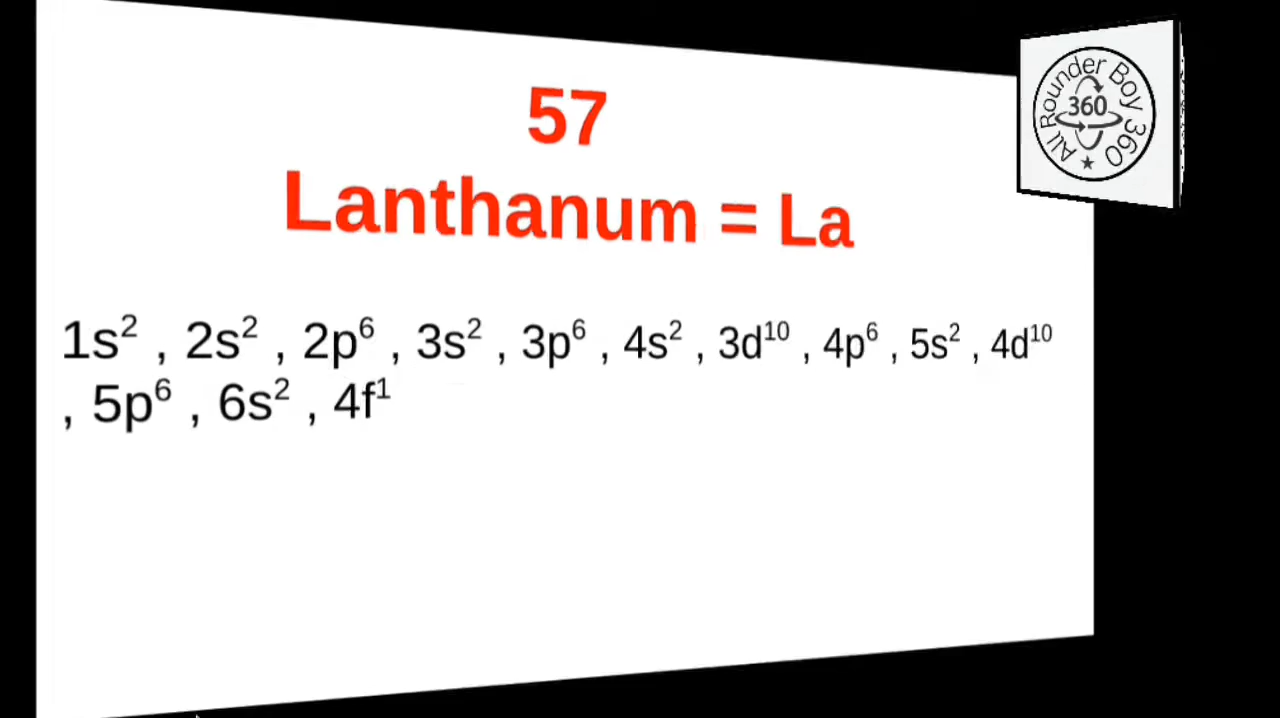 57
Lanthanum = La
1s² , 2s² , 2p⁶ , 3s² , 3p⁶ , 4s² , 3d¹⁰ , 4p⁶ , 5s² , 4d¹⁰
, 5p⁶ , 6s² , 4f¹
All Rounder Boy 360
360